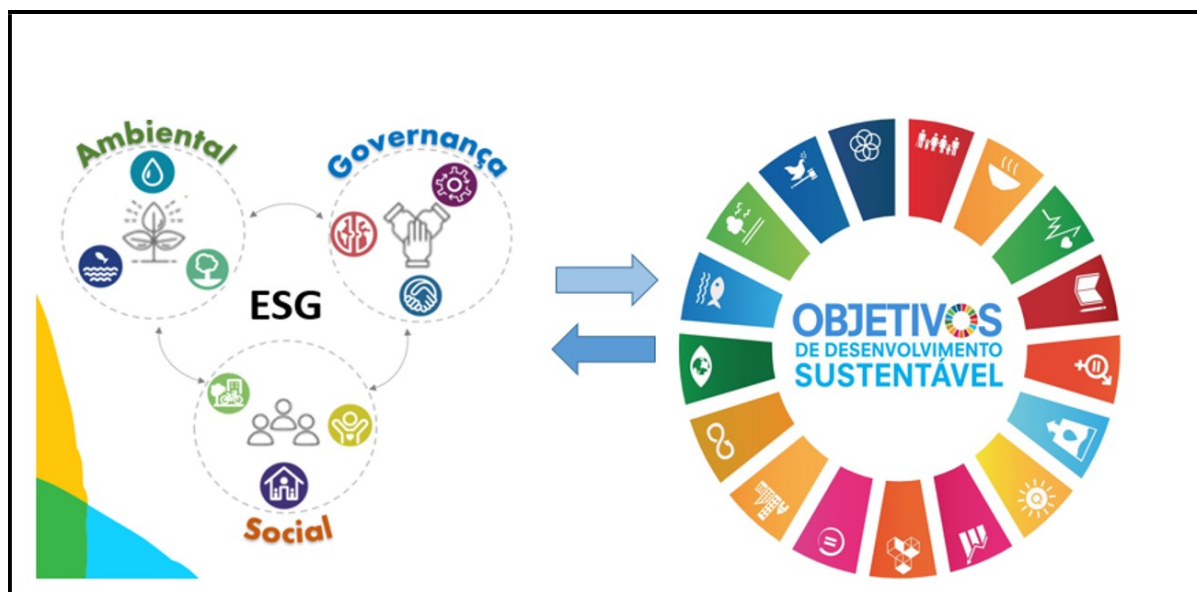 Ambiental
Governança
ESG
Social
OBJETIVOS
DE DESENVOLVIMENTO
SUSTENTÁVEL